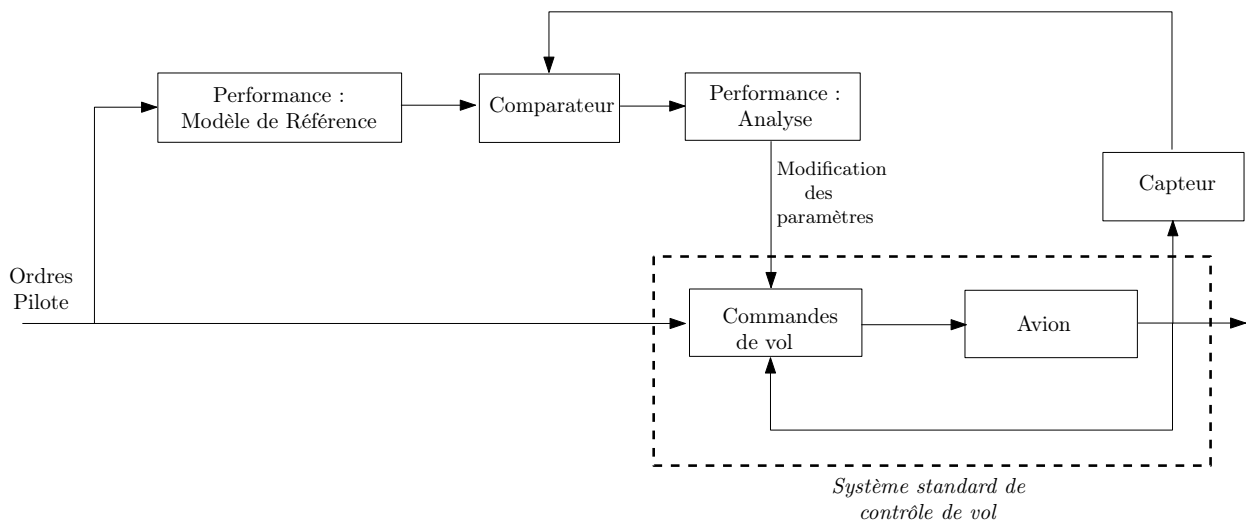 Performance :
Modèle de Référence
Comparateur
Performance :
Analyse
Modification
des
paramètres
Capteur
Ordres
Pilote
Commandes
de vol
Avion
Système standard de
contrôle de vol